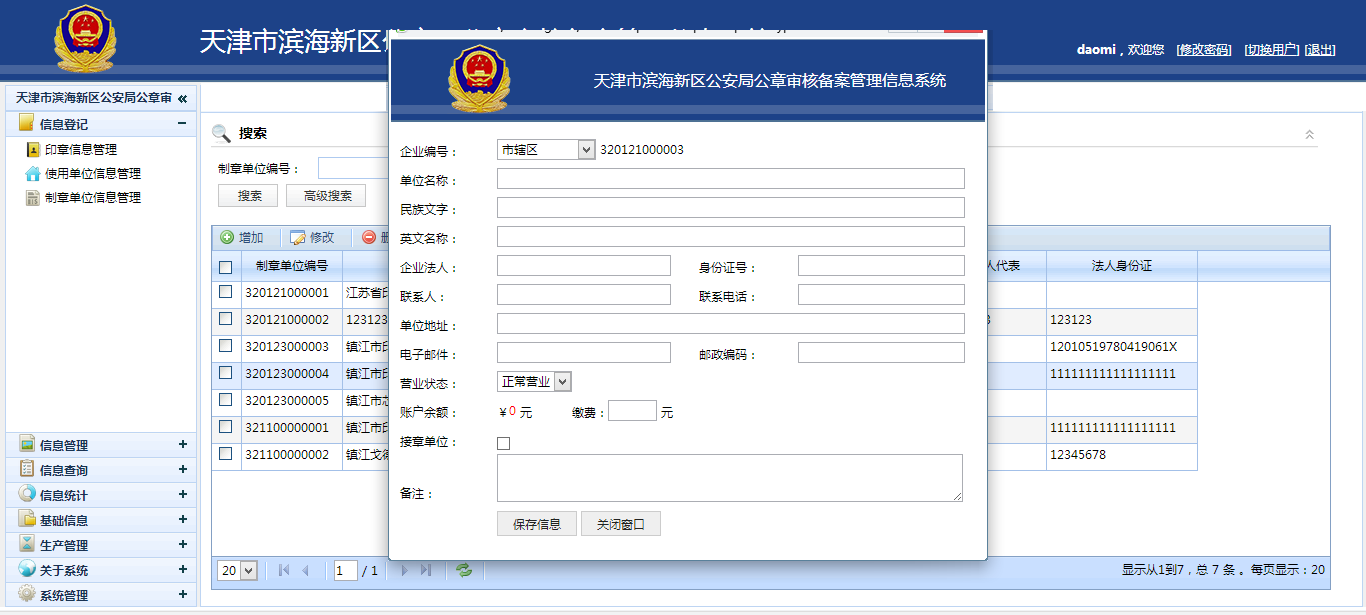 天津市滨海新区
daomi，欢迎您 [修改密码] [切换用户] [退出]
天津市滨海新区公安局公章审核备案管理信息系统
天津市滨海新区公安局公章审
信息登记
印章信息管理
使用单位信息管理
制章单位信息管理
信息管理
信息查询
信息统计
基础信息
生产管理
关于系统
系统管理
搜索
制章单位编号：
搜索 高级搜索
增加 修改
制章单位编号 人代表 法人身份证
320121000001 江苏省印
320121000002 123123 123123
320123000003 镇江市印 12010519780419061X
320123000004 镇江市印 111111111111111111
320123000005 镇江市芯
321100000001 镇江市印 111111111111111111
321100000002 镇江戈德 12345678
企业编号： 市辖区 320121000003
单位名称：
民族文字：
英文名称：
企业法人： 身份证号：
联系人： 联系电话：
单位地址：
电子邮件： 邮政编码：
营业状态： 正常营业
账户余额： ￥0 元 缴费： 元
接章单位：
备注：
保存信息 关闭窗口
20 1 / 1
显示从1到7，总 7 条 。每页显示：20